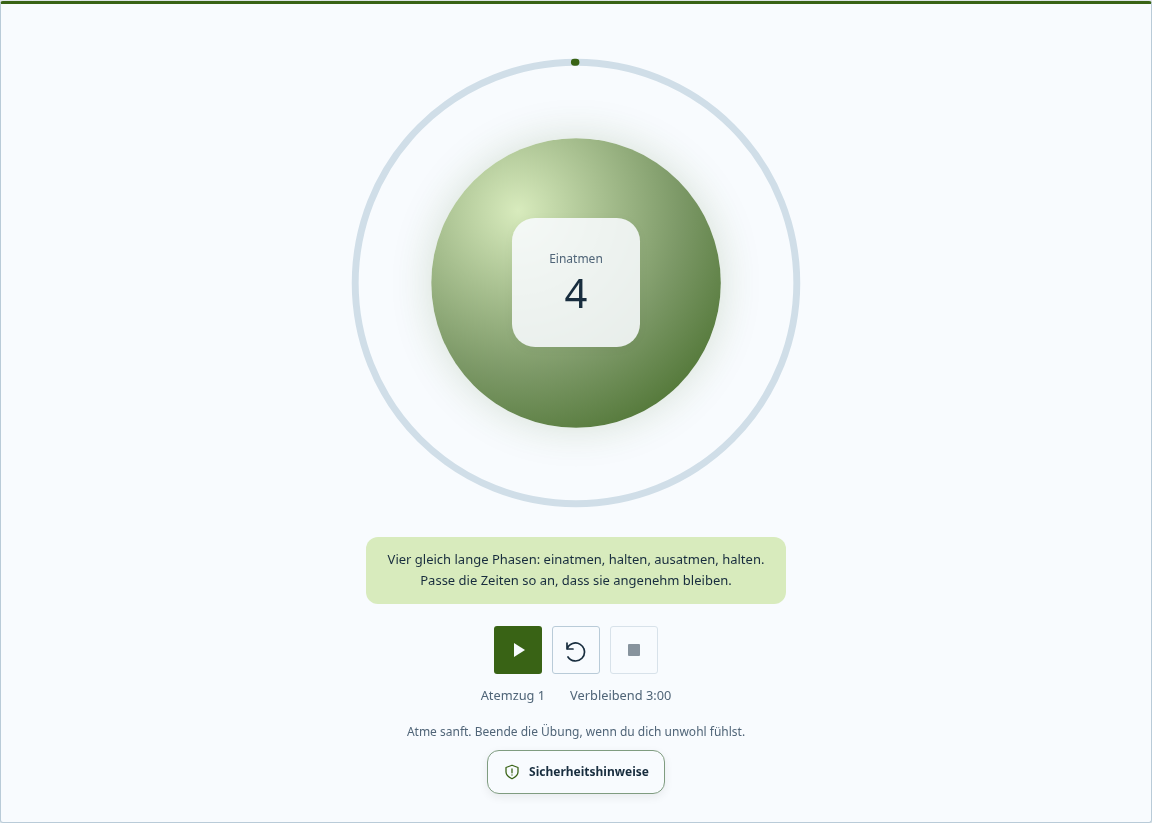 Einatmen
4
Vier gleich lange Phasen: einatmen, halten, ausatmen, halten.
Passe die Zeiten so an, dass sie angenehm bleiben.
Atemzug 1 Verbleibend 3:00
Atme sanft. Beende die Übung, wenn du dich unwohl fühlst.
Sicherheitshinweise